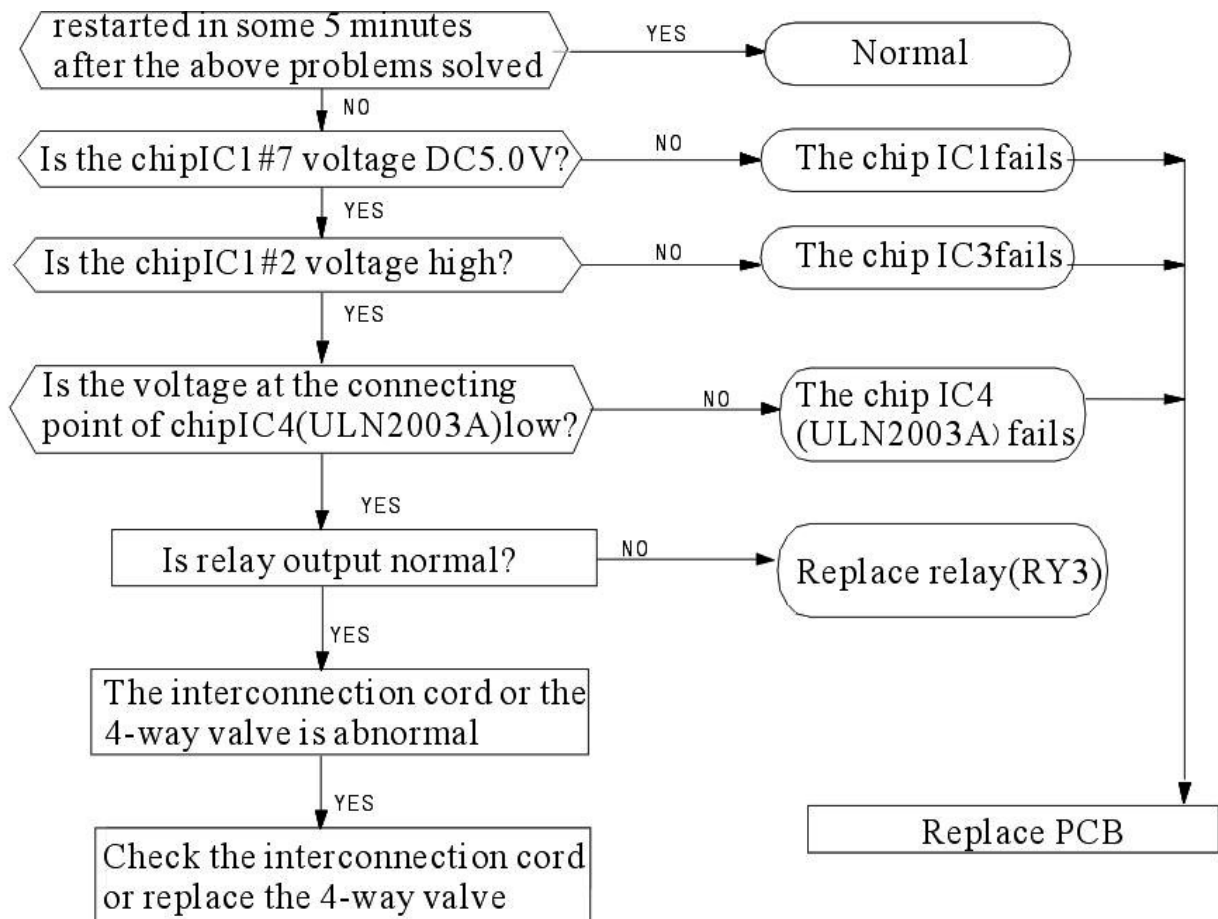 restarted in some 5 minutes
after the above problems solved
YES
Normal
NO
Is the chipIC1#7 voltage DC5.0V?
NO
The chip IC1fails
YES
Is the chipIC1#2 voltage high?
NO
The chip IC3fails
YES
Is the voltage at the connecting
point of chipIC4(ULN2003A)low?
NO
The chip IC4
(ULN2003A) fails
YES
Is relay output normal?
NO
Replace relay(RY3)
YES
The interconnection cord or the
4-way valve is abnormal
YES
Replace PCB
Check the interconnection cord
or replace the 4-way valve